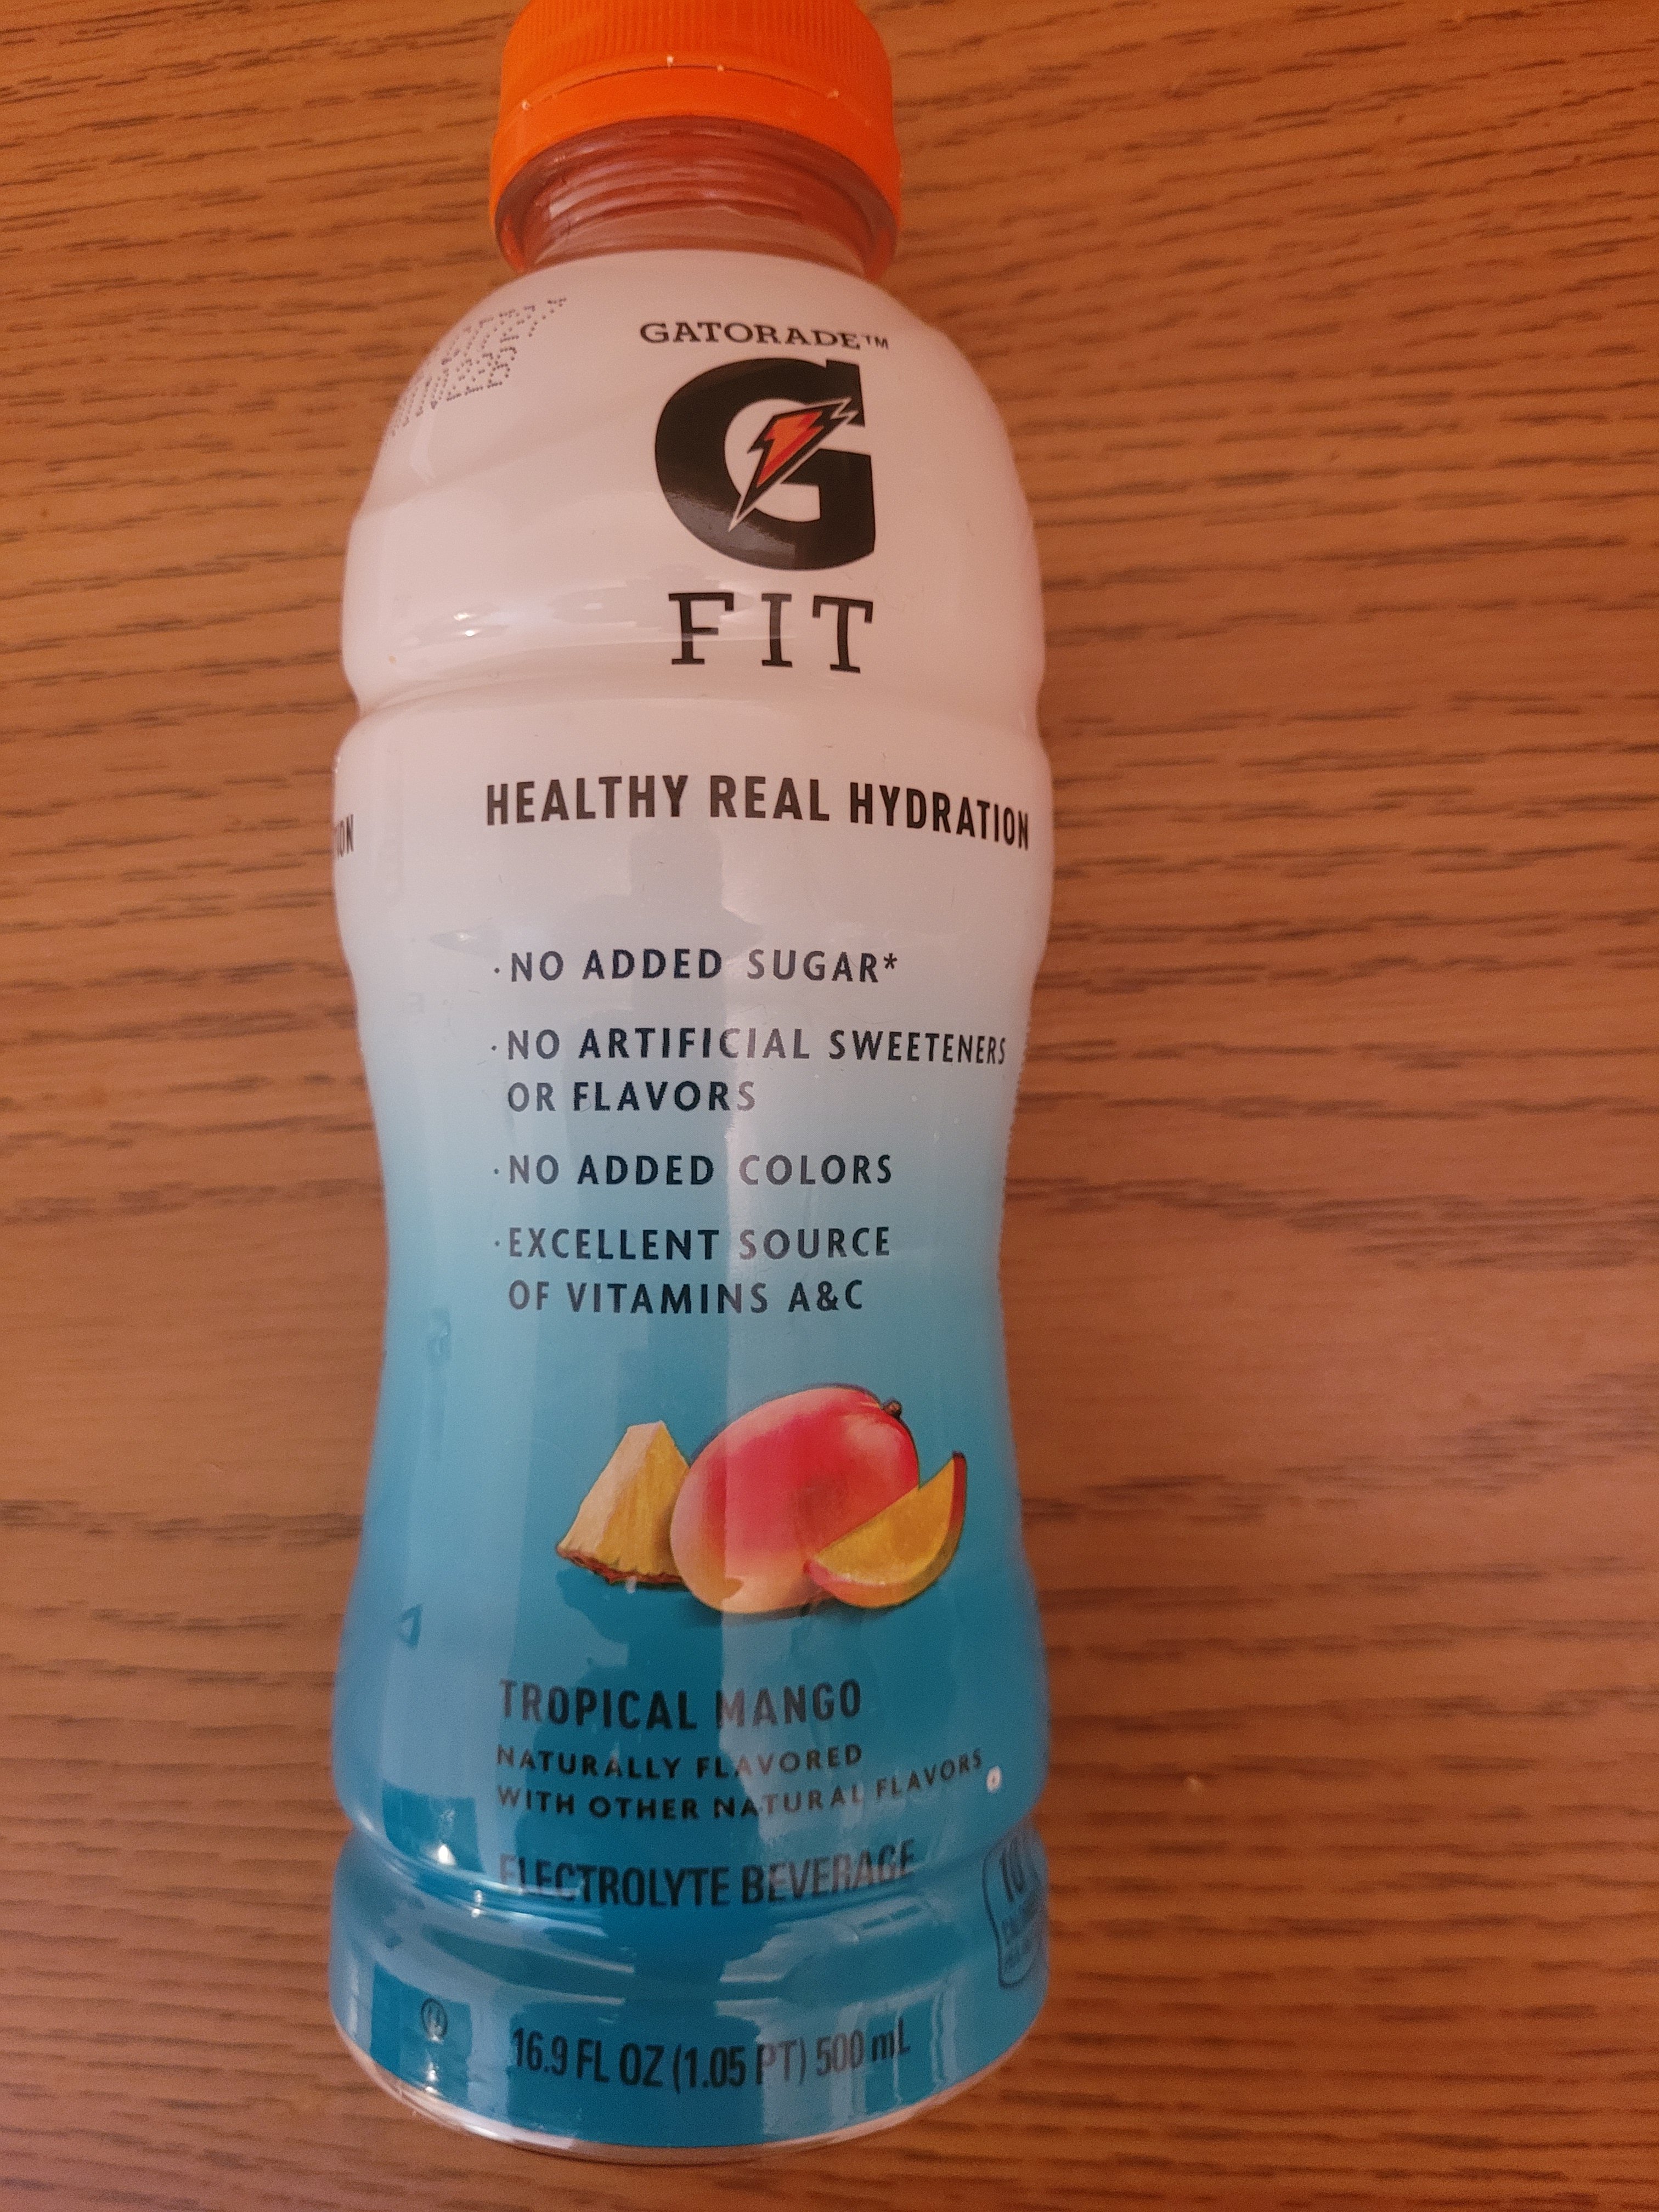 GATORADE™
G
FIT
HEALTHY REAL HYDRATION
ION
·NO ADDED SUGAR*
·NO ARTIFICIAL SWEETENERS
OR FLAVORS
·NO ADDED COLORS
·EXCELLENT SOURCE
OF VITAMINS A&C
TROPICAL MANGO
NATURALLY FLAVORED
WITH OTHER NATURAL FLAVORS
ELECTROLYTE BEVERAGE
10
16.9 FL OZ (1.05 PT) 500 mL